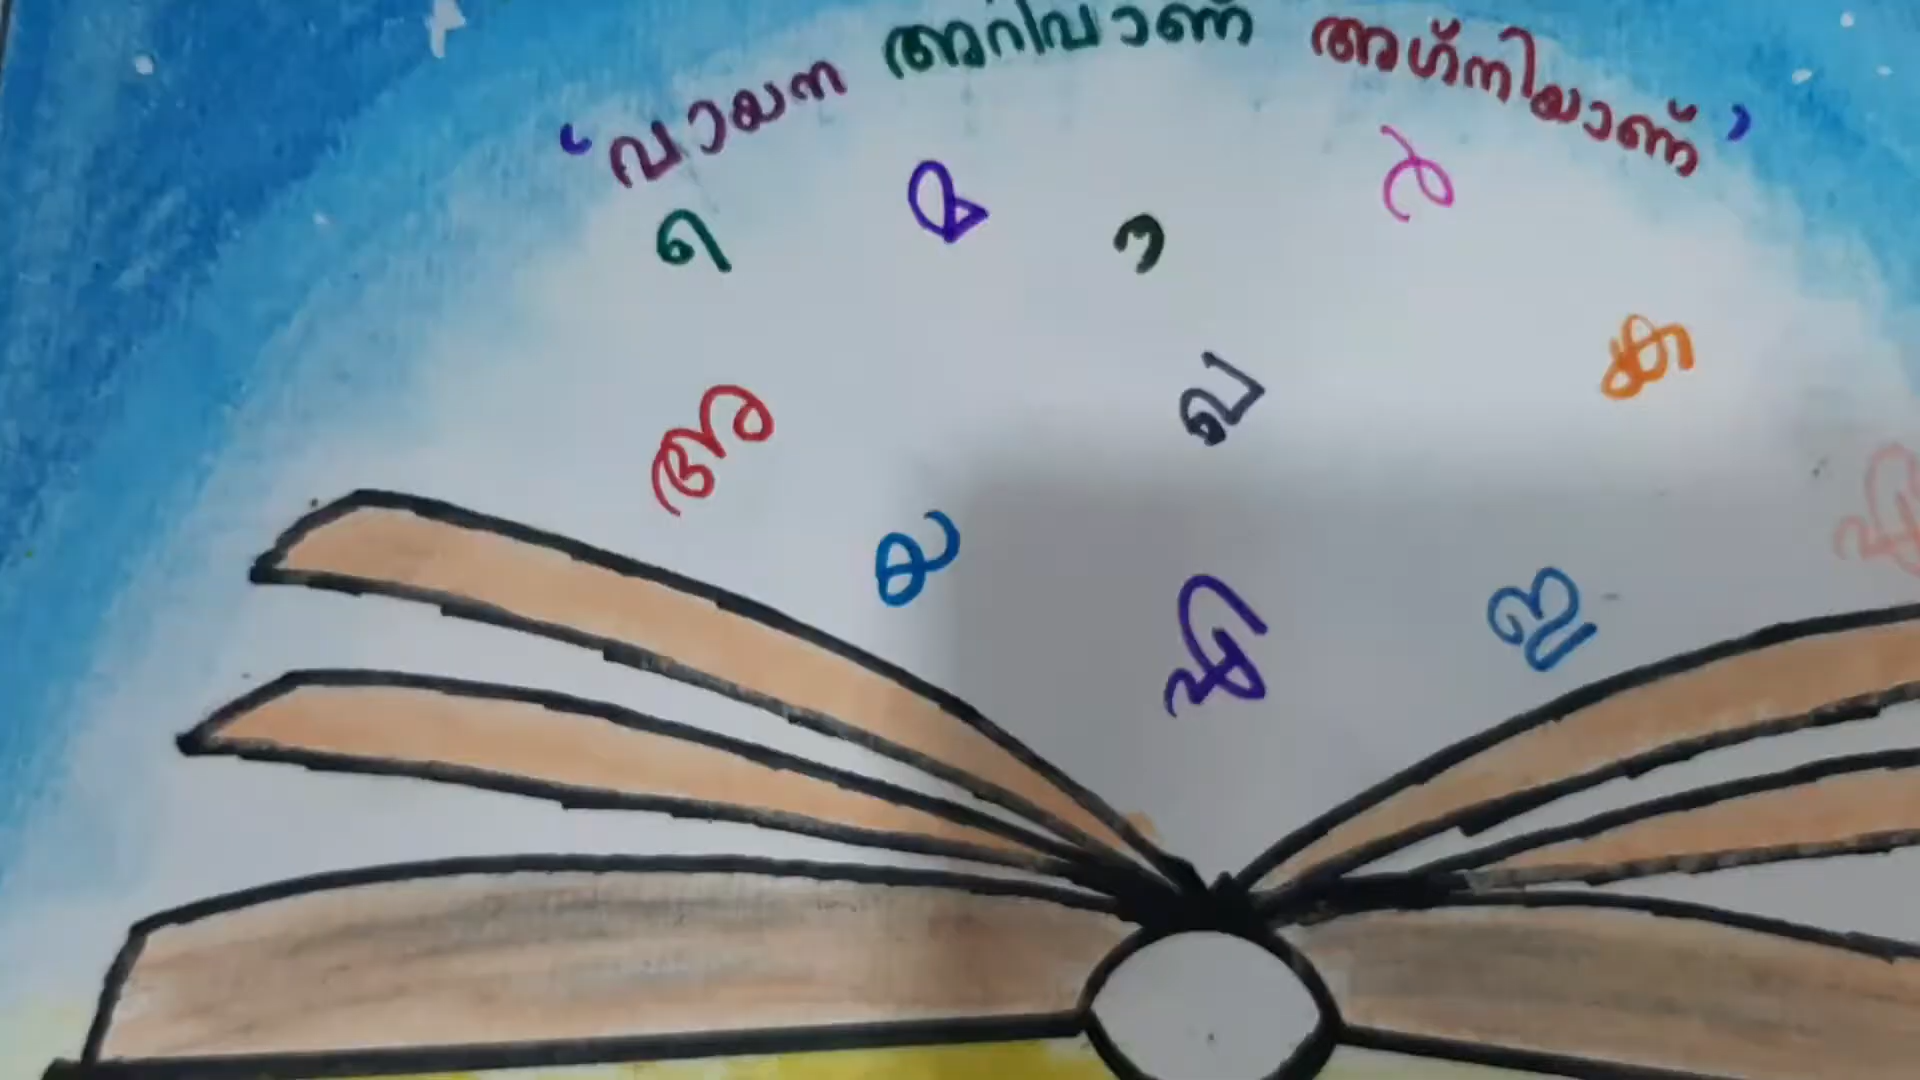 ‘വായന അറിവാണ് അഗ്നിയാണ്’
മ
അ
ഖ
ക
എ
ഇ